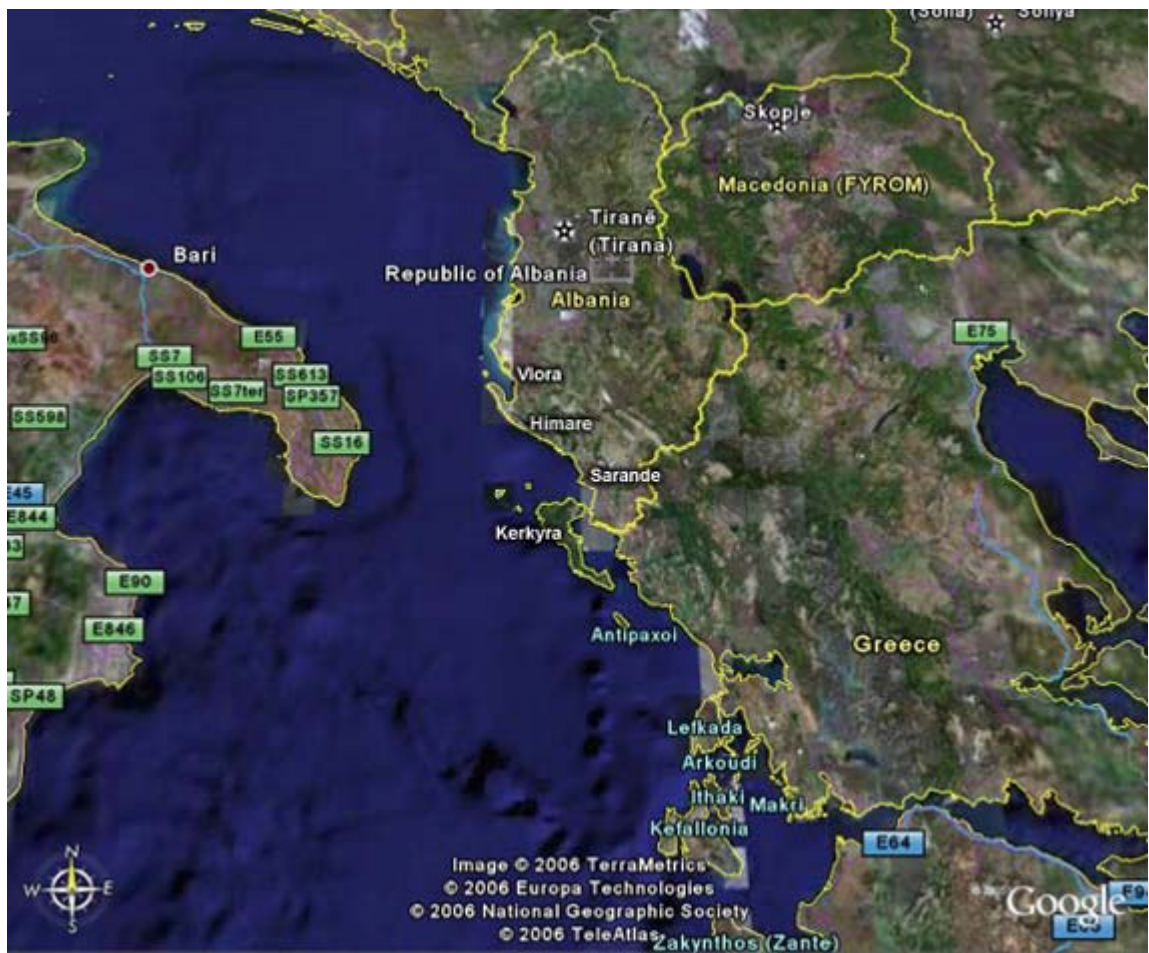 (Sofia) Sofiya
Skopje
Macedonia (FYROM)
Tiranë
(Tirana)
Bari
Republic of Albania
Albania
E55
E75
SS7
SS106
SS613
SS7ter
SP357
Vlora
SS598
Himare
SS16
Sarande
E45
E844
Kerkyra
E90
E846
Antipaxoi
Greece
SP48
Lefkada
Arkoudi
Ithaki
Makri
Kefallonia
E64
Image © 2006 TerraMetrics
© 2006 Europa Technologies
© 2006 National Geographic Society
© 2006 TeleAtlas
Zakynthos (Zante)
N
W E
S
Google